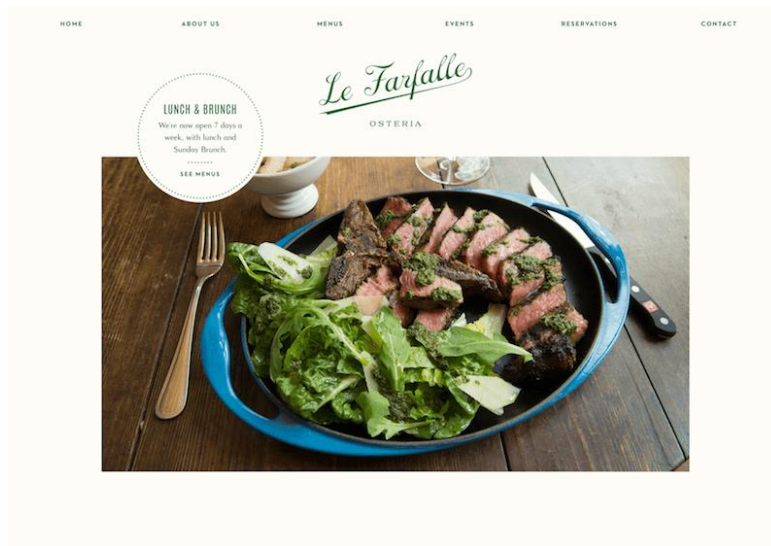 HOME ABOUT US MENUS EVENTS RESERVATIONS CONTACT
Le Farfalle
OSTERIA
LUNCH & BRUNCH
We're now open 7 days a
week, with lunch and
Sunday Brunch.
SEE MENUS